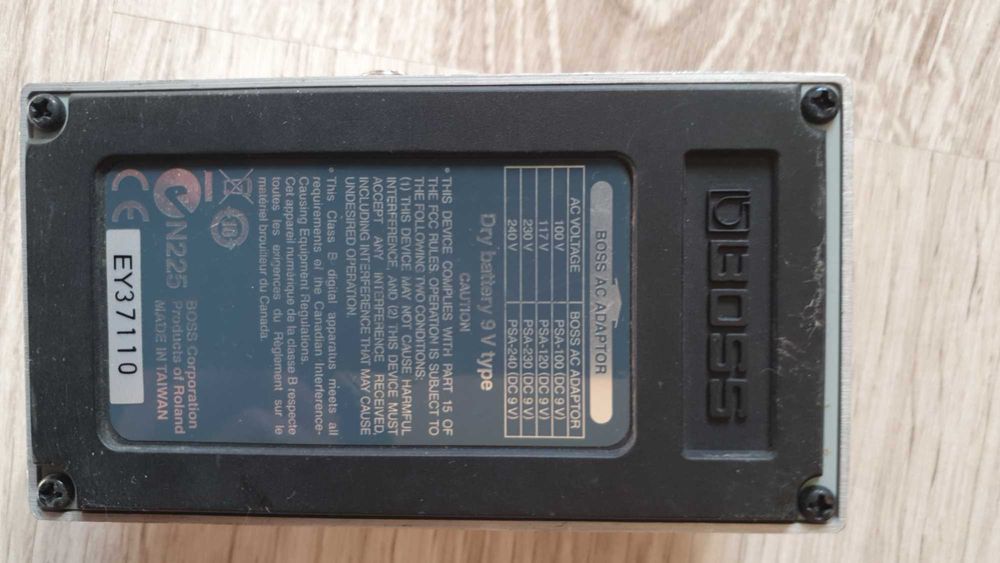 BOSS
BOSS AC ADAPTOR
AC VOLTAGE BOSS AC ADAPTOR
100 V PSA-100 (DC 9 V)
117 V PSA-120 (DC 9 V)
230 V PSA-230 (DC 9 V)
240 V PSA-240 (DC 9 V)
Dry battery 9 V type
CAUTION
• THIS DEVICE COMPLIES WITH PART 15 OF
THE FCC RULES. OPERATION IS SUBJECT TO
THE FOLLOWING TWO CONDITIONS:
(1) THIS DEVICE MAY NOT CAUSE HARMFUL
INTERFERENCE, AND (2) THIS DEVICE MUST
ACCEPT ANY INTERFERENCE RECEIVED,
INCLUDING INTERFERENCE THAT MAY CAUSE
UNDESIRED OPERATION.
• This Class B digital apparatus meets all
requirements of the Canadian Interference-
Causing Equipment Regulations.
Cet appareil numérique de la classe B respecte
toutes les exigences du Règlement sur le
matériel brouilleur du Canada.
10
N225
CE
BOSS Corporation
Products of Roland
MADE IN TAIWAN
EY37110